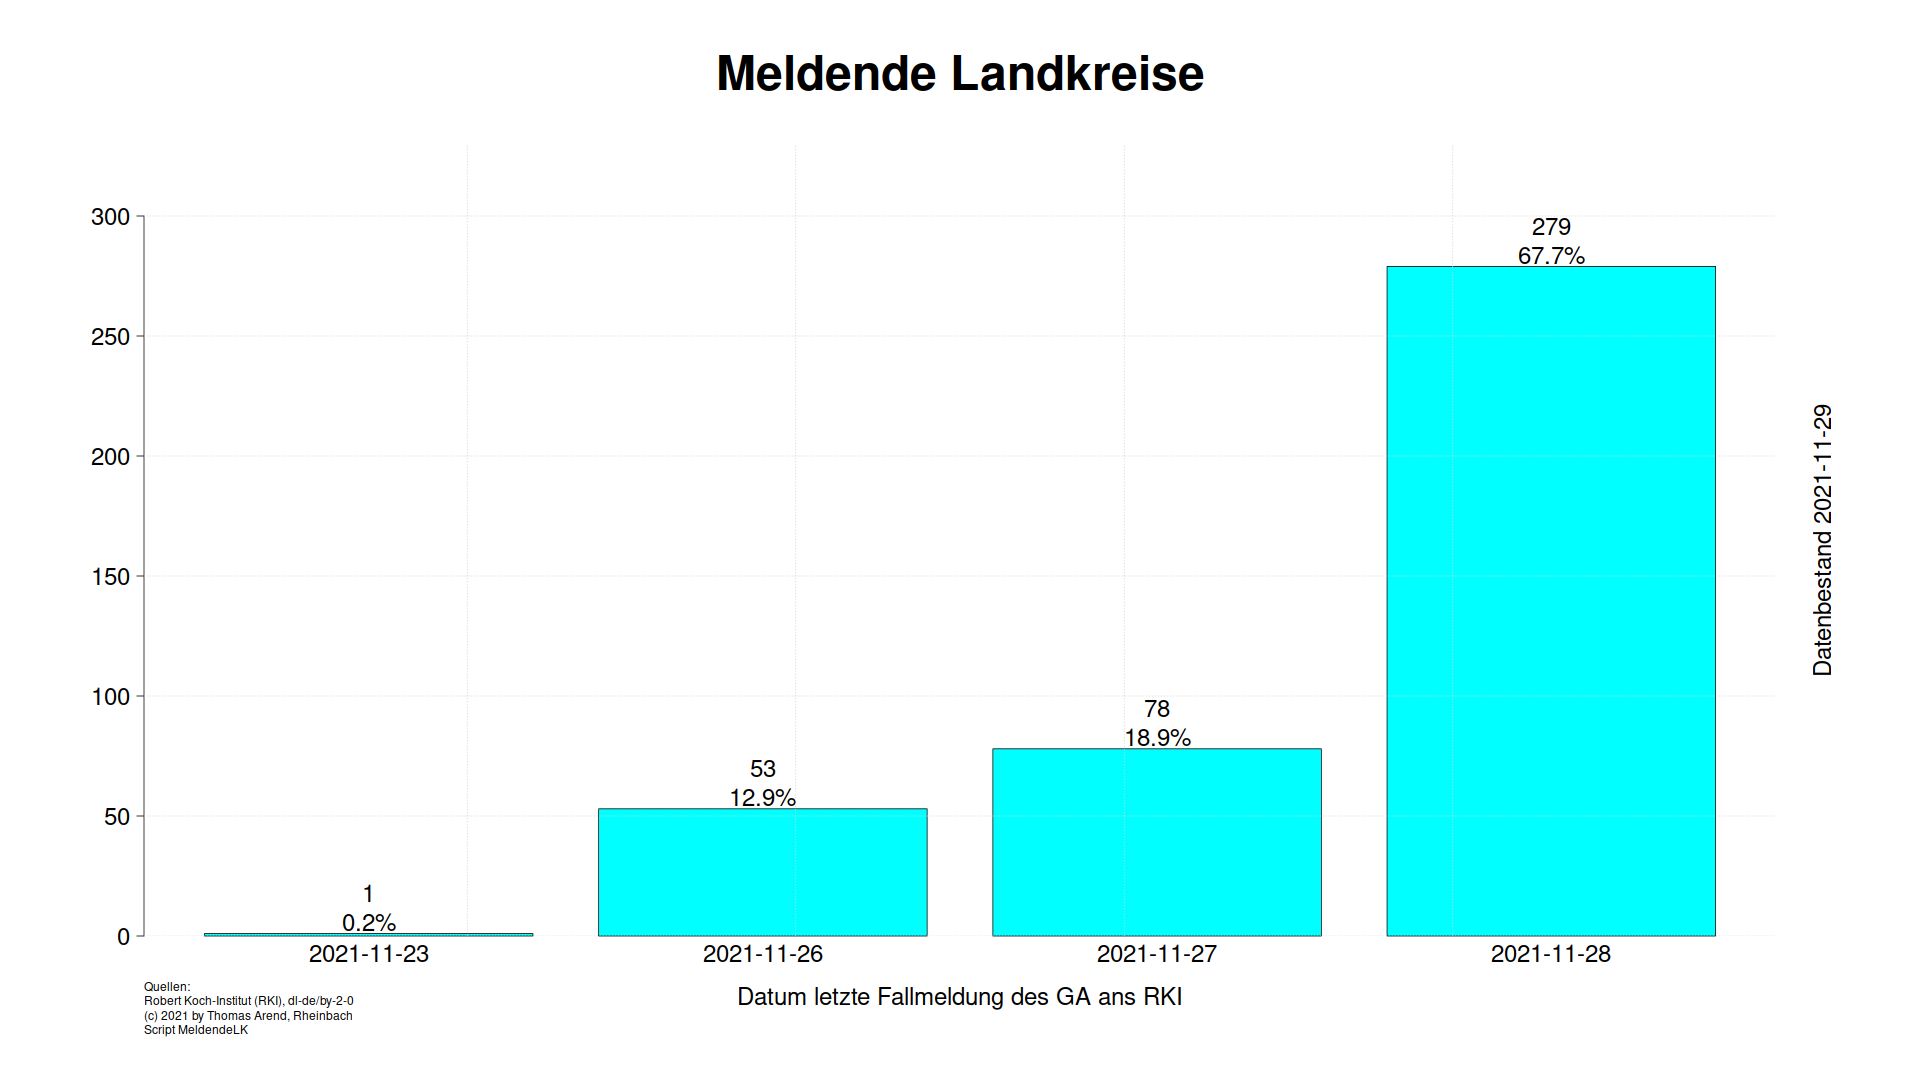 Meldende Landkreise
300
250
200
150
100
50
0
1
0.2%
53
12.9%
78
18.9%
279
67.7%
2021-11-23
2021-11-26
2021-11-27
2021-11-28
Datum letzte Fallmeldung des GA ans RKI
Datenbestand 2021-11-29
Quellen:
Robert Koch-Institut (RKI), dl-de/by-2-0
(c) 2021 by Thomas Arend, Rheinbach
Script MeldendeLK